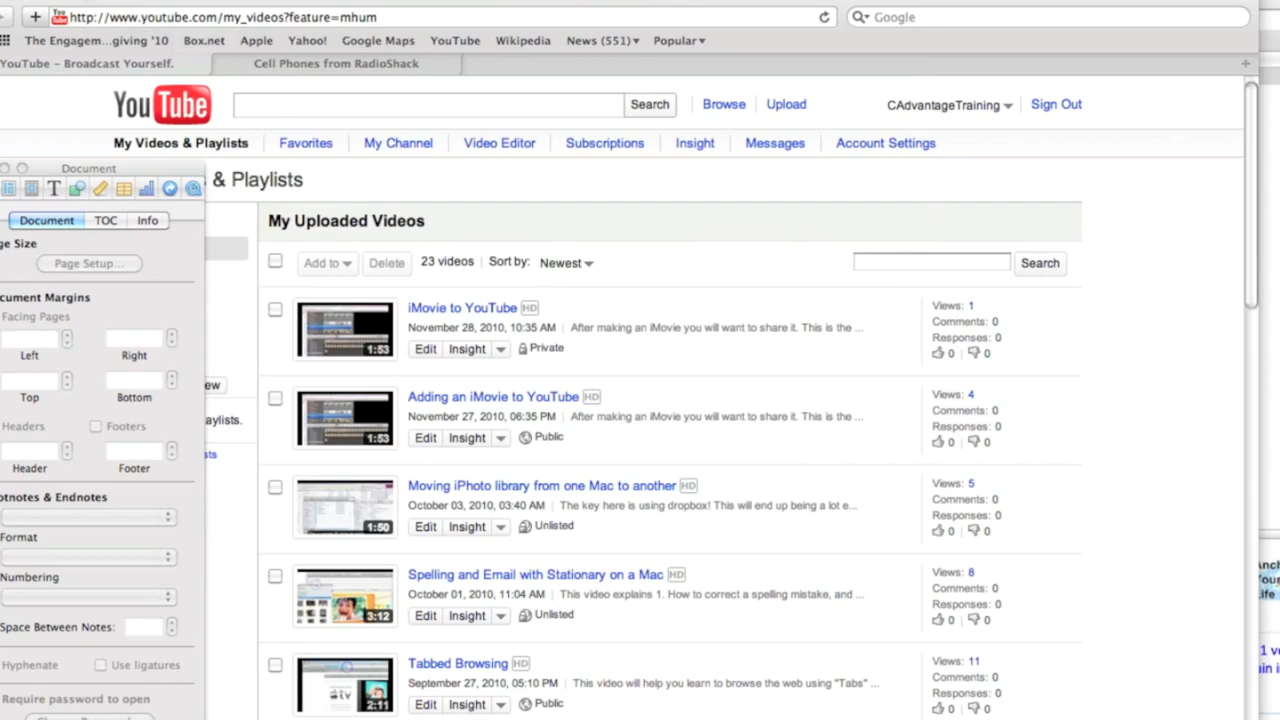 http://www.youtube.com/my_videos?feature=mhum
Google
The Engagem...giving '10 Box.net Apple Yahoo! Google Maps YouTube Wikipedia News (551)▾ Popular▾
YouTube – Broadcast Yourself. Cell Phones from RadioShack
YouTube Search Browse Upload CAdvantageTraining Sign Out
My Videos & Playlists Favorites My Channel Video Editor Subscriptions Insight Messages Account Settings
Document
& Playlists
Document TOC Info
My Uploaded Videos
ge Size
Page Setup...
Add to Delete 23 videos Sort by: Newest Search
cument Margins
Facing Pages
Left Right
Top Bottom
Headers Footers
Header Footer
otnotes & Endnotes
Format
Numbering
Space Between Notes:
Hyphenate Use ligatures
Require password to open
ew
aylists.
sts
iMovie to YouTube HD
November 28, 2010, 10:35 AM After making an iMovie you will want to share it. This is the ...
1:53
Edit Insight Private
Views: 1
Comments: 0
Responses: 0
0 0
Adding an iMovie to YouTube HD
November 27, 2010, 06:35 PM After making an iMovie you will want to share it. This is the ...
1:53
Edit Insight Public
Views: 4
Comments: 0
Responses: 0
0 0
Moving iPhoto library from one Mac to another HD
October 03, 2010, 03:40 AM The key here is using dropbox! This will end up being a lot e...
1:50
Edit Insight Unlisted
Views: 5
Comments: 0
Responses: 0
0 0
Spelling and Email with Stationary on a Mac HD
October 01, 2010, 11:04 AM This video explains 1. How to correct a spelling mistake, and ...
3:12
Edit Insight Unlisted
Views: 8
Comments: 0
Responses: 0
0 0
Tabbed Browsing HD
September 27, 2010, 05:10 PM This video will help you learn to browse the web using "Tabs" ...
tv
2:11
Edit Insight Public
Views: 11
Comments: 0
Responses: 0
0 0
Anch
Your
Life
1 v
ain i